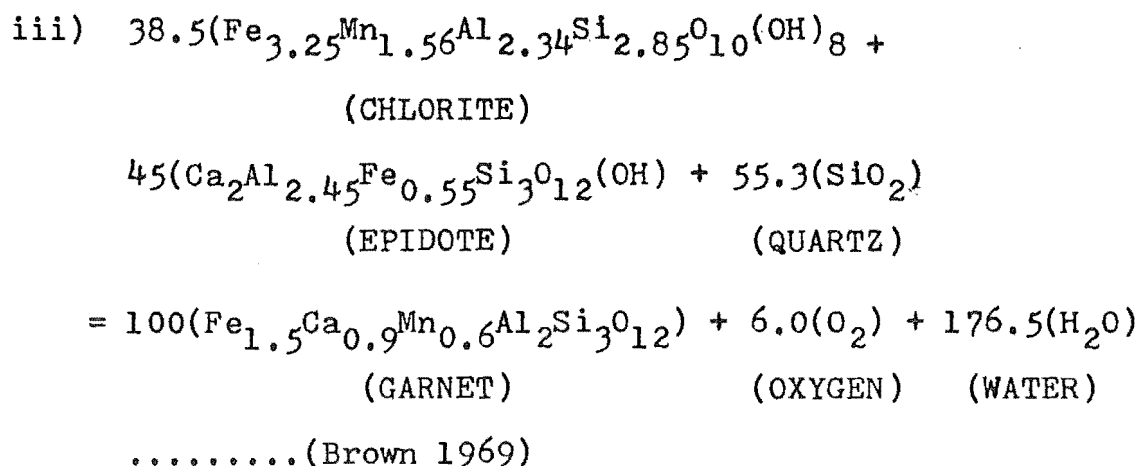 iii) 38.5(Fe3.25Mn1.56Al2.34Si2.85O10(OH)8 +
(CHLORITE)
45(Ca2Al2.45Fe0.55Si3O12(OH) + 55.3(SiO2)
(EPIDOTE) (QUARTZ)
= 100(Fe1.5Ca0.9Mn0.6Al2Si3O12) + 6.0(O2) + 176.5(H2O)
(GARNET) (OXYGEN) (WATER)
.........(Brown 1969)